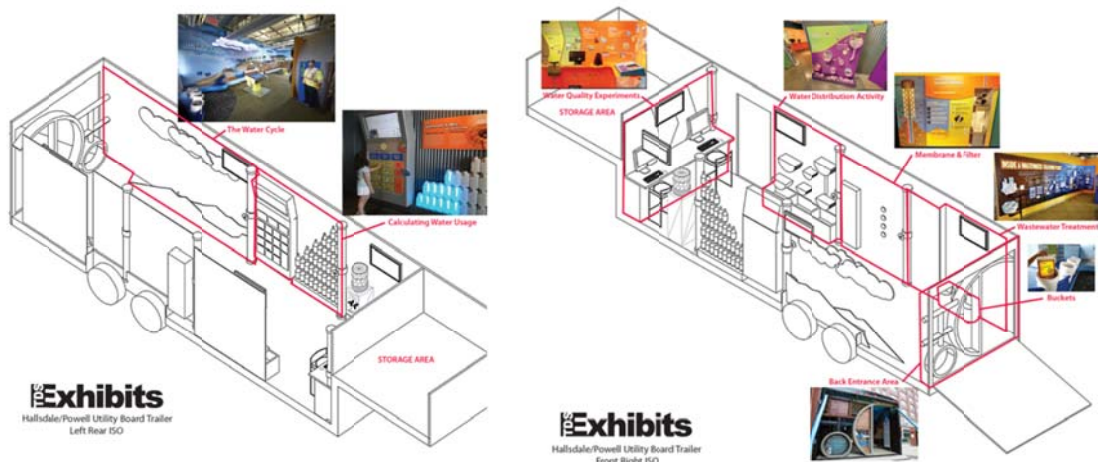 The Water Cycle
Calculating Water Usage
STORAGE AREA
TDS Exhibits
Hallsdale/Powell Utility Board Trailer
Left Rear ISO
Water Quality Experiments
STORAGE AREA
Water Distribution Activity
Membrane & Filter
Wastewater Treatment
Buckets
Back Entrance Area
TDS Exhibits
Hallsdale/Powell Utility Board Trailer
Front Right ISO